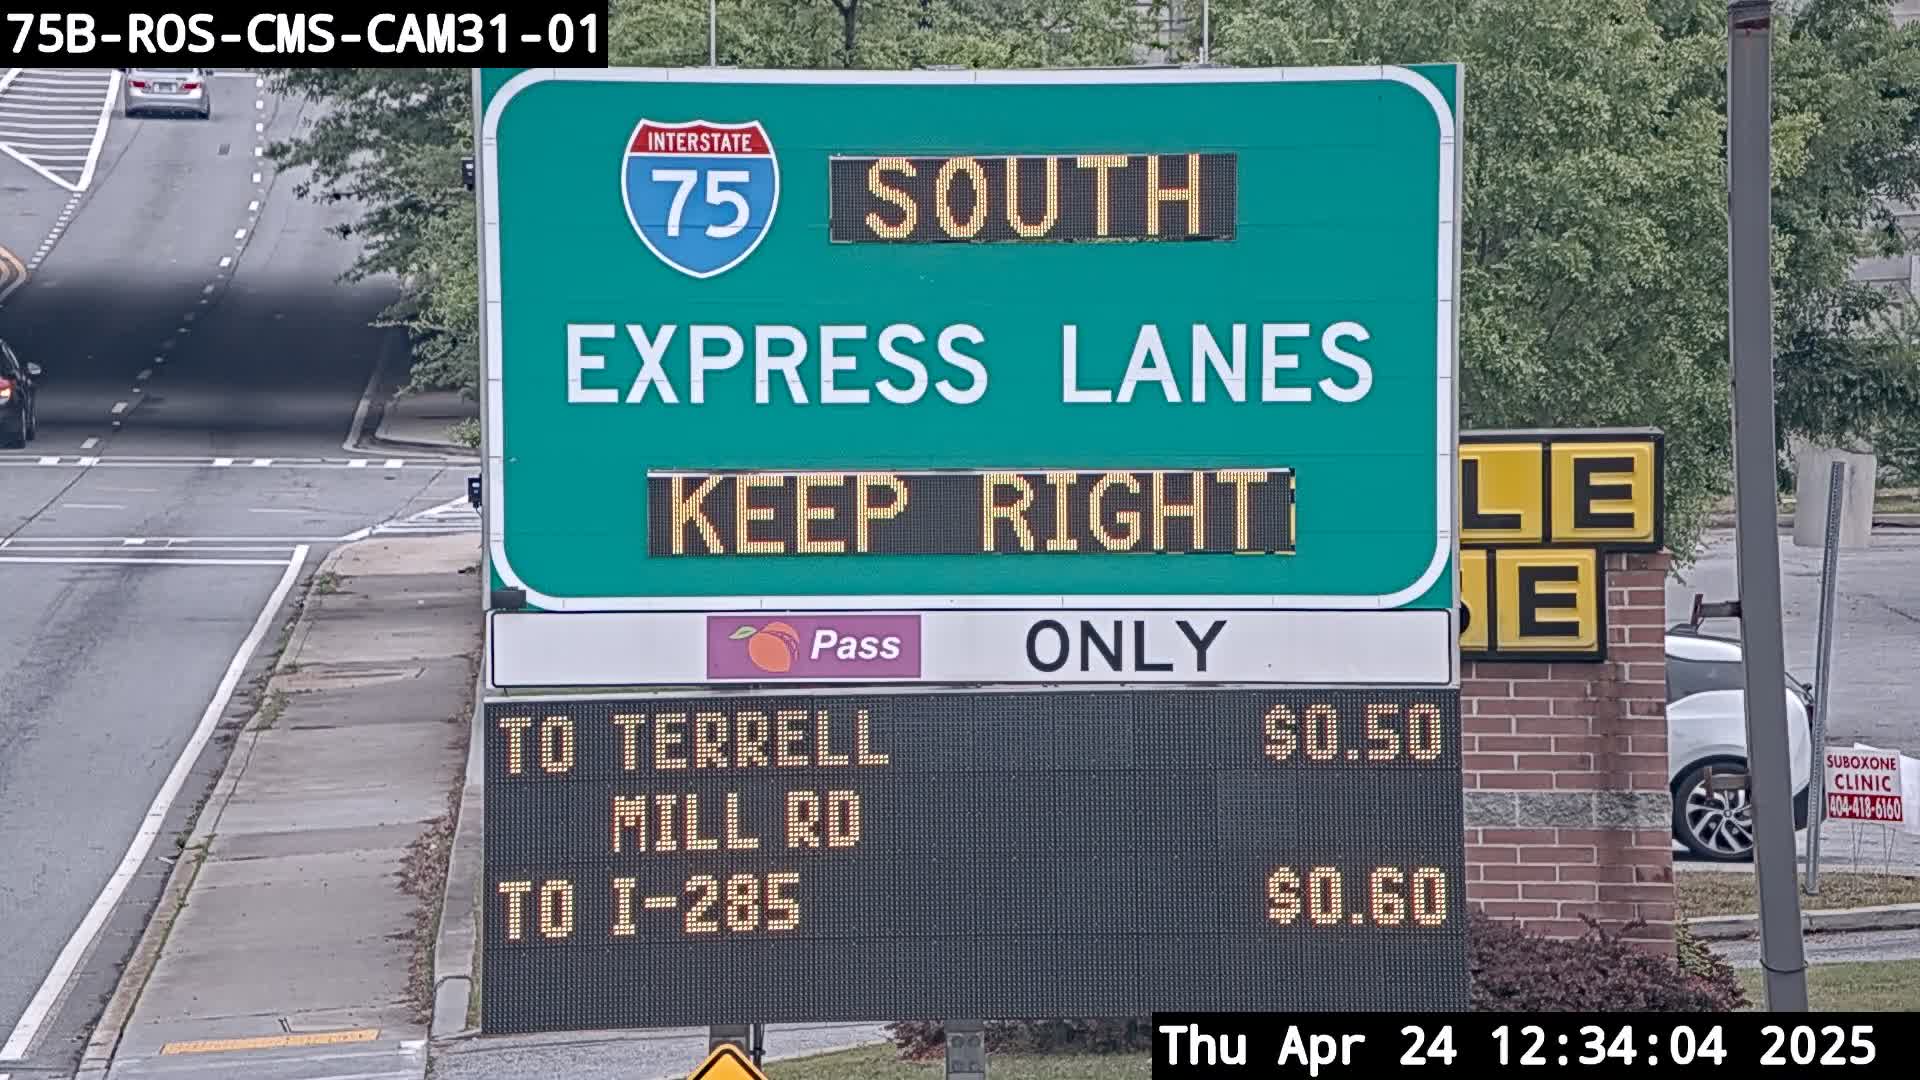 75B-ROS-CMS-CAM31-01
INTERSTATE
75
SOUTH
EXPRESS LANES
KEEP RIGHT
Pass ONLY
TO TERRELL $0.50
MILL RD
TO I-285 $0.60
LE
E
SUBOXONE
CLINIC
404-418-6160
Thu Apr 24 12:34:04 2025